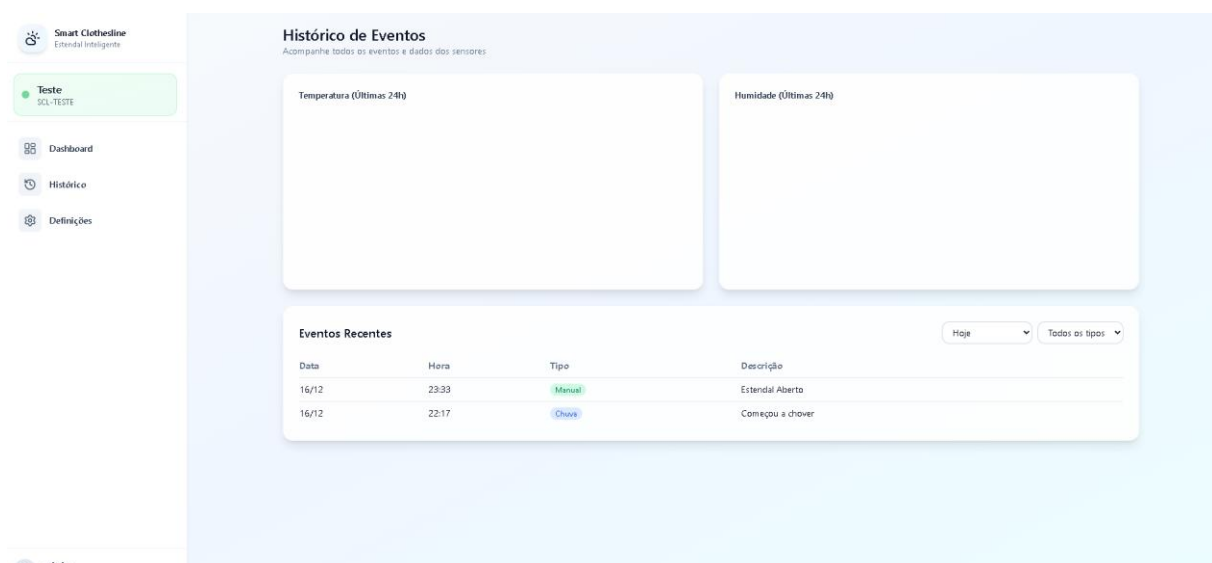 Smart Clothesline
Estendal Inteligente
Teste
SCL-TESTE
Dashboard
Histórico
Definições
Histórico de Eventos
Acompanhe todos os eventos e dados dos sensores
Temperatura (Últimas 24h)
Humidade (Últimas 24h)
Eventos Recentes
Hoje
Todos os tipos
Data Hora Tipo Descrição
16/12 23:33 Manual Estendal Aberto
16/12 22:17 Chuva Começou a chover